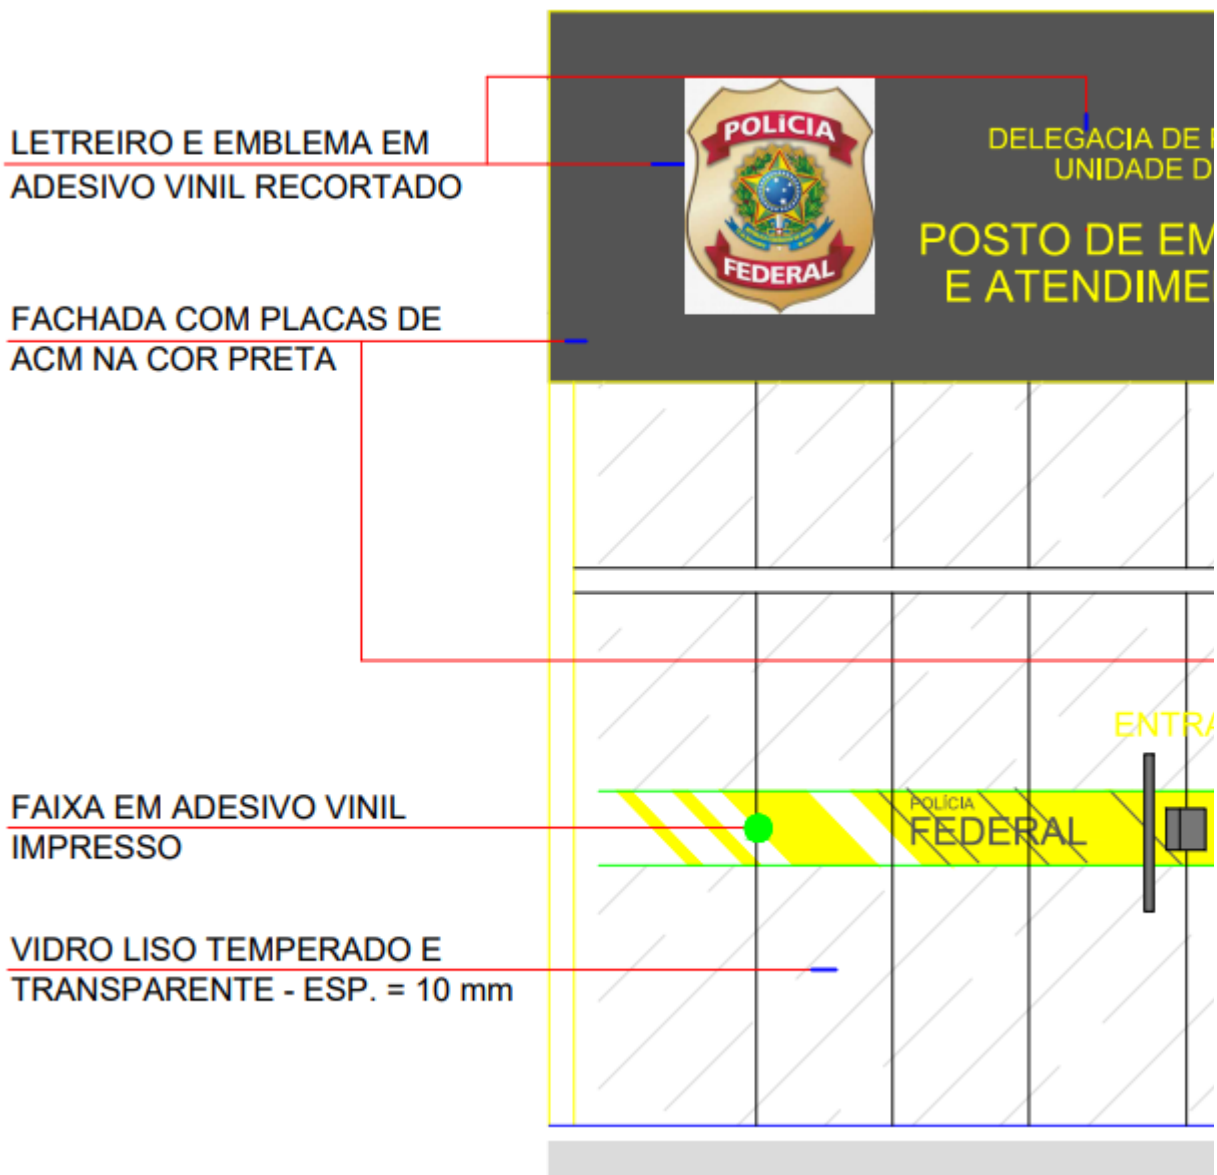 LETREIRO E EMBLEMA EM
ADESIVO VINIL RECORTADO
POLÍCIA
FEDERAL
DELEGACIA DE
UNIDADE D
POSTO DE EM
E ATENDIME
FACHADA COM PLACAS DE
ACM NA COR PRETA
ENTRA
FAIXA EM ADESIVO VINIL
IMPRESSO
POLÍCIA
FEDERAL
VIDRO LISO TEMPERADO E
TRANSPARENTE - ESP. = 10 mm